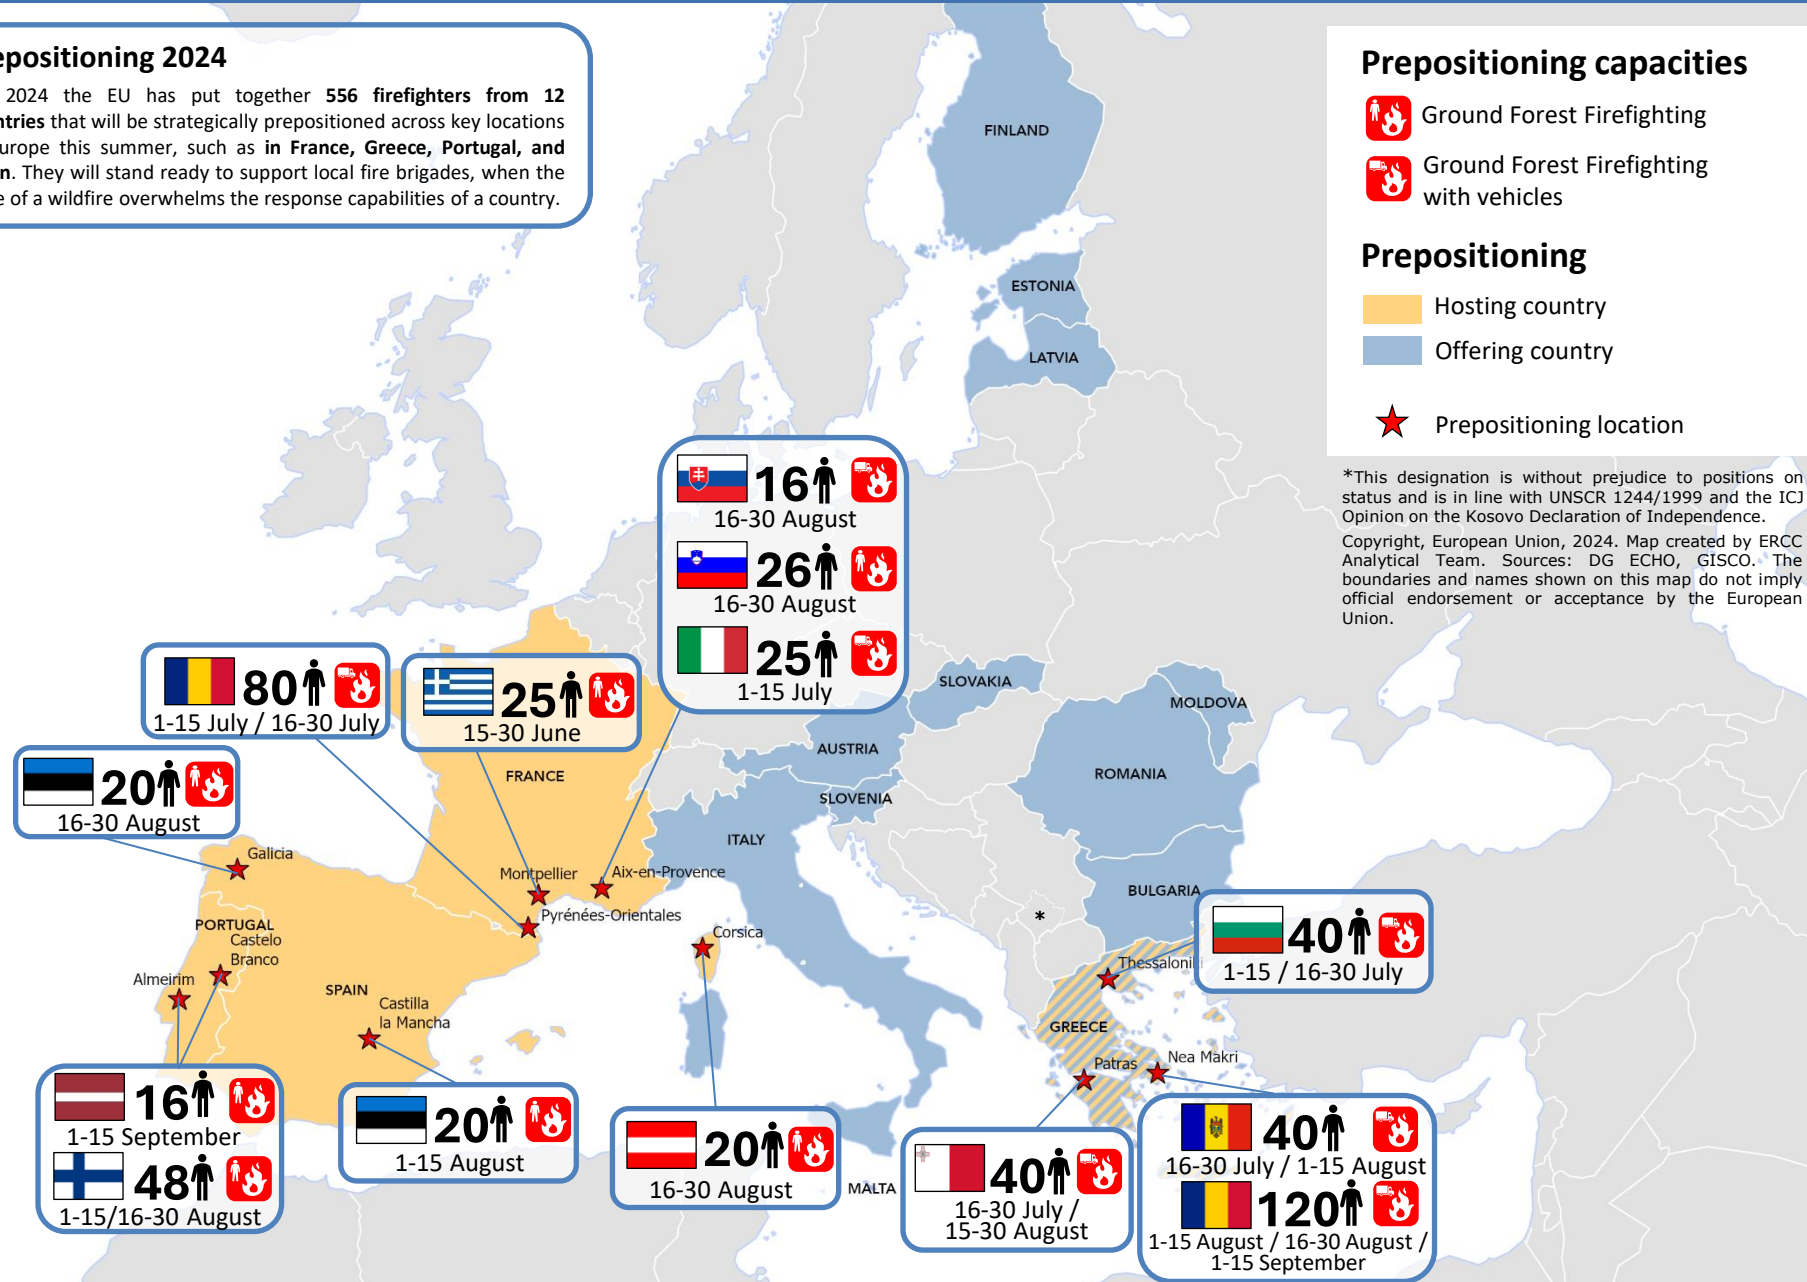 epositioning 2024
2024 the EU has put together 556 firefighters from 12
ntries that will be strategically prepositioned across key locations
urope this summer, such as in France, Greece, Portugal, and
n. They will stand ready to support local fire brigades, when the
e of a wildfire overwhelms the response capabilities of a country.
Prepositioning capacities
Ground Forest Firefighting
Ground Forest Firefighting
with vehicles
Prepositioning
Hosting country
Offering country
Prepositioning location
*This designation is without prejudice to positions on
status and is in line with UNSCR 1244/1999 and the ICJ
Opinion on the Kosovo Declaration of Independence.
Copyright, European Union, 2024. Map created by ERCC
Analytical Team. Sources: DG ECHO, GISCO. The
boundaries and names shown on this map do not imply
official endorsement or acceptance by the European
Union.
FINLAND
ESTONIA
LATVIA
16
16-30 August
26
16-30 August
25
1-15 July
80
1-15 July / 16-30 July
25
15-30 June
20
16-30 August
SLOVAKIA
MOLDOVA
AUSTRIA
FRANCE
ROMANIA
SLOVENIA
ITALY
Galicia
Montpellier
Aix-en-Provence
BULGARIA
Pyrénées-Orientales
*
PORTUGAL
Castelo
Branco
Corsica
40
1-15 / 16-30 July
Thessaloni
Almeirim
SPAIN
Castilla
la Mancha
GREECE
Patras
Nea Makri
16
1-15 September
48
1-15/16-30 August
20
1-15 August
20
16-30 August
MALTA
40
16-30 July /
15-30 August
40
16-30 July / 1-15 August
120
1-15 August / 16-30 August /
1-15 September